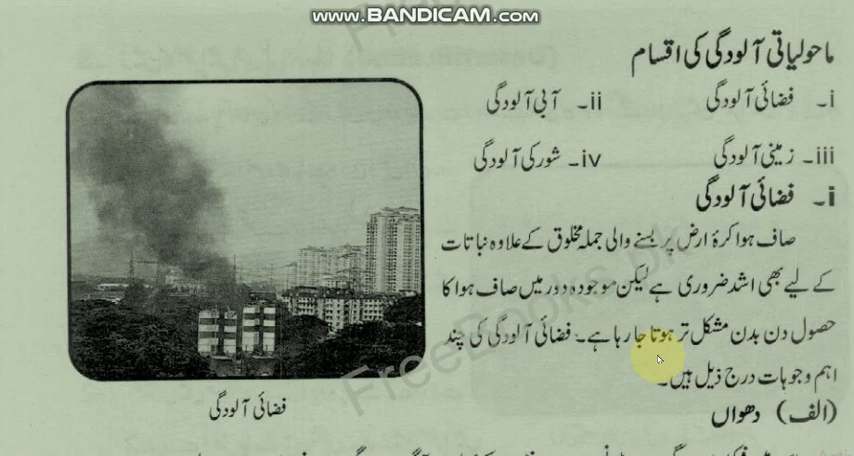 www.BANDICAM.com
ماحولیاتی آلودگی کی اقسام
i۔ فضائی آلودگی ii۔ آبی آلودگی
iii۔ زمینی آلودگی iv۔ شور کی آلودگی
i۔ فضائی آلودگی
صاف ہوا کرۂ ارض پر بسنے والی جملہ مخلوق کے علاوہ نباتات
کے لیے بھی اشد ضروری ہے لیکن موجودہ دور میں صاف ہوا کا
حصول دن بدن مشکل تر ہوتا جا رہا ہے۔ فضائی آلودگی کی چند
اہم وجوہات درج ذیل ہیں۔
(الف) دھواں
فضائی آلودگی
FreeBooks.pk